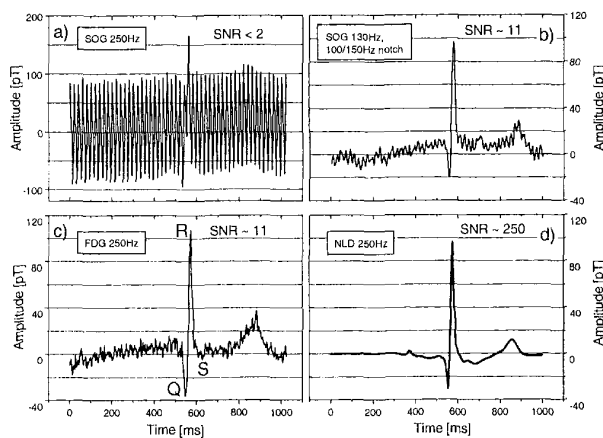 a)
SOG 250Hz
SNR < 2
200
100
0
-100
Amplitude [pT]
b)
SOG 130Hz,
100/150Hz notch
SNR ~ 11
120
80
40
0
-40
Amplitude [pT]
c)
FDG 250Hz
R
SNR ~ 11
Q
S
120
80
40
0
-40
Amplitude [pT]
0 200 400 600 800 1000
Time [ms]
d)
NLD 250Hz
SNR ~ 250
120
80
40
0
-40
Amplitude [pT]
0 200 400 600 800 1000
Time [ms]